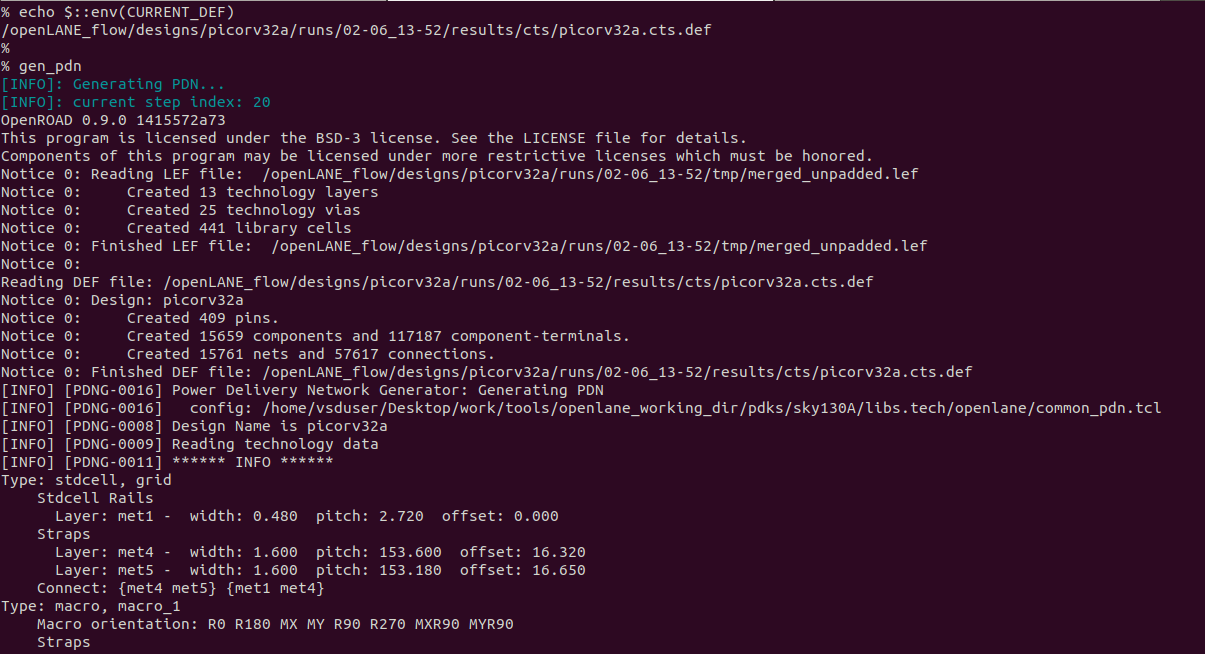 % echo $::env(CURRENT_DEF)
/openLANE_flow/designs/picorv32a/runs/02-06_13-52/results/cts/picorv32a.cts.def
%
% gen_pdn
[INFO]: Generating PDN...
[INFO]: current step index: 20
OpenROAD 0.9.0 1415572a73
This program is licensed under the BSD-3 license. See the LICENSE file for details.
Components of this program may be licensed under more restrictive licenses which must be honored.
Notice 0: Reading LEF file:  /openLANE_flow/designs/picorv32a/runs/02-06_13-52/tmp/merged_unpadded.lef
Notice 0:     Created 13 technology layers
Notice 0:     Created 25 technology vias
Notice 0:     Created 441 library cells
Notice 0: Finished LEF file:  /openLANE_flow/designs/picorv32a/runs/02-06_13-52/tmp/merged_unpadded.lef
Notice 0:
Reading DEF file: /openLANE_flow/designs/picorv32a/runs/02-06_13-52/results/cts/picorv32a.cts.def
Notice 0: Design: picorv32a
Notice 0:     Created 409 pins.
Notice 0:     Created 15659 components and 117187 component-terminals.
Notice 0:     Created 15761 nets and 57617 connections.
Notice 0: Finished DEF file: /openLANE_flow/designs/picorv32a/runs/02-06_13-52/results/cts/picorv32a.cts.def
[INFO] [PDNG-0016] Power Delivery Network Generator: Generating PDN
[INFO] [PDNG-0016]   config: /home/vsduser/Desktop/work/tools/openlane_working_dir/pdks/sky130A/libs.tech/openlane/common_pdn.tcl
[INFO] [PDNG-0008] Design Name is picorv32a
[INFO] [PDNG-0009] Reading technology data
[INFO] [PDNG-0011] ****** INFO ******
Type: stdcell, grid
    Stdcell Rails
      Layer: met1 -  width: 0.480  pitch: 2.720  offset: 0.000
    Straps
      Layer: met4 -  width: 1.600  pitch: 153.600  offset: 16.320
      Layer: met5 -  width: 1.600  pitch: 153.180  offset: 16.650
    Connect: {met4 met5} {met1 met4}
Type: macro, macro_1
    Macro orientation: R0 R180 MX MY R90 R270 MXR90 MYR90
    Straps